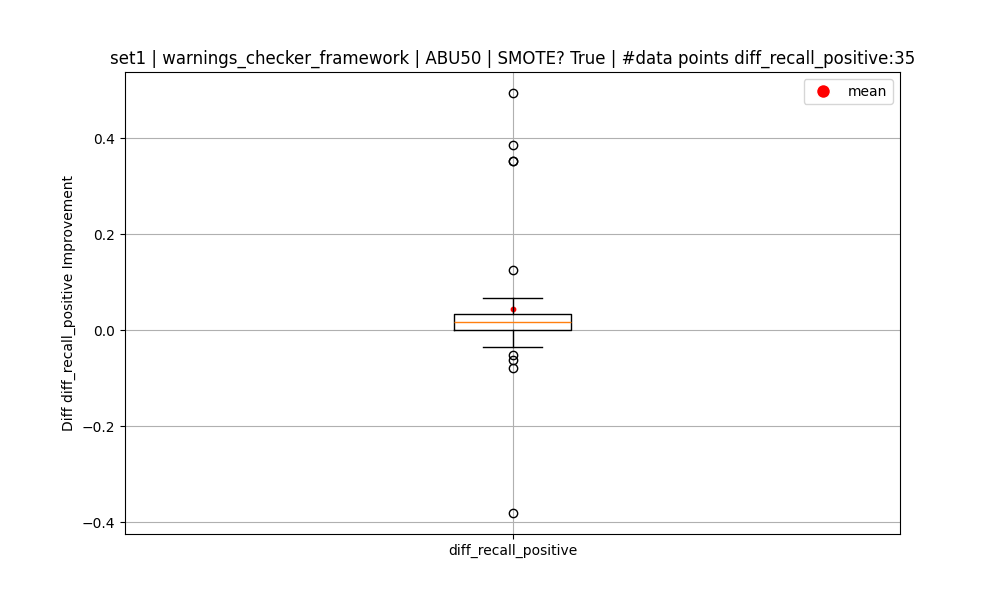 set1 | warnings_checker_framework | ABU50 | SMOTE? True | #data points diff_recall_positive:35
mean
0.4
0.2
0.0
−0.2
−0.4
Diff diff_recall_positive Improvement
diff_recall_positive